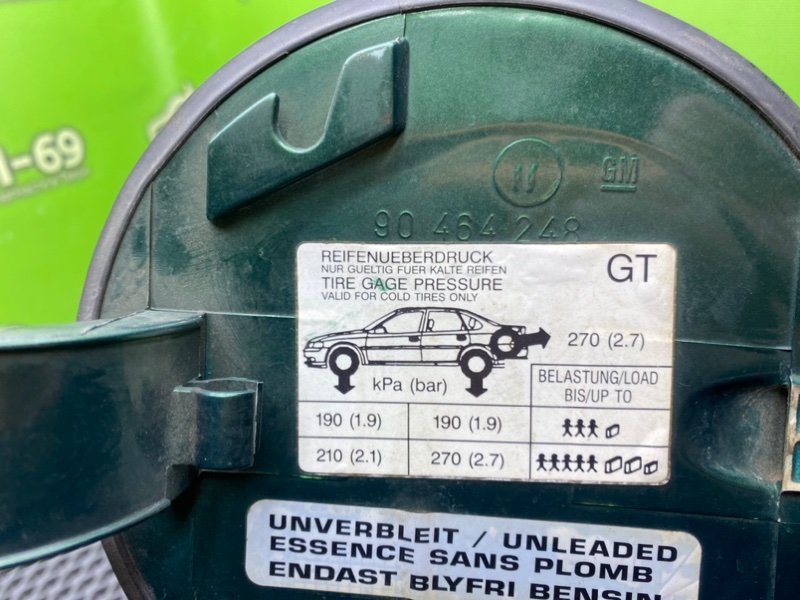 -69
GM
90 464 248
REIFENUEBERDRUCK
NUR GUELTIG FUER KALTE REIFEN
TIRE GAGE PRESSURE
VALID FOR COLD TIRES ONLY
GT
270 (2.7)
kPa (bar)
BELASTUNG/LOAD
BIS/UP TO
190 (1.9) 190 (1.9)
210 (2.1) 270 (2.7)
UNVERBLEIT / UNLEADED
ESSENCE SANS PLOMB
ENDAST BLYFRI BENSIN